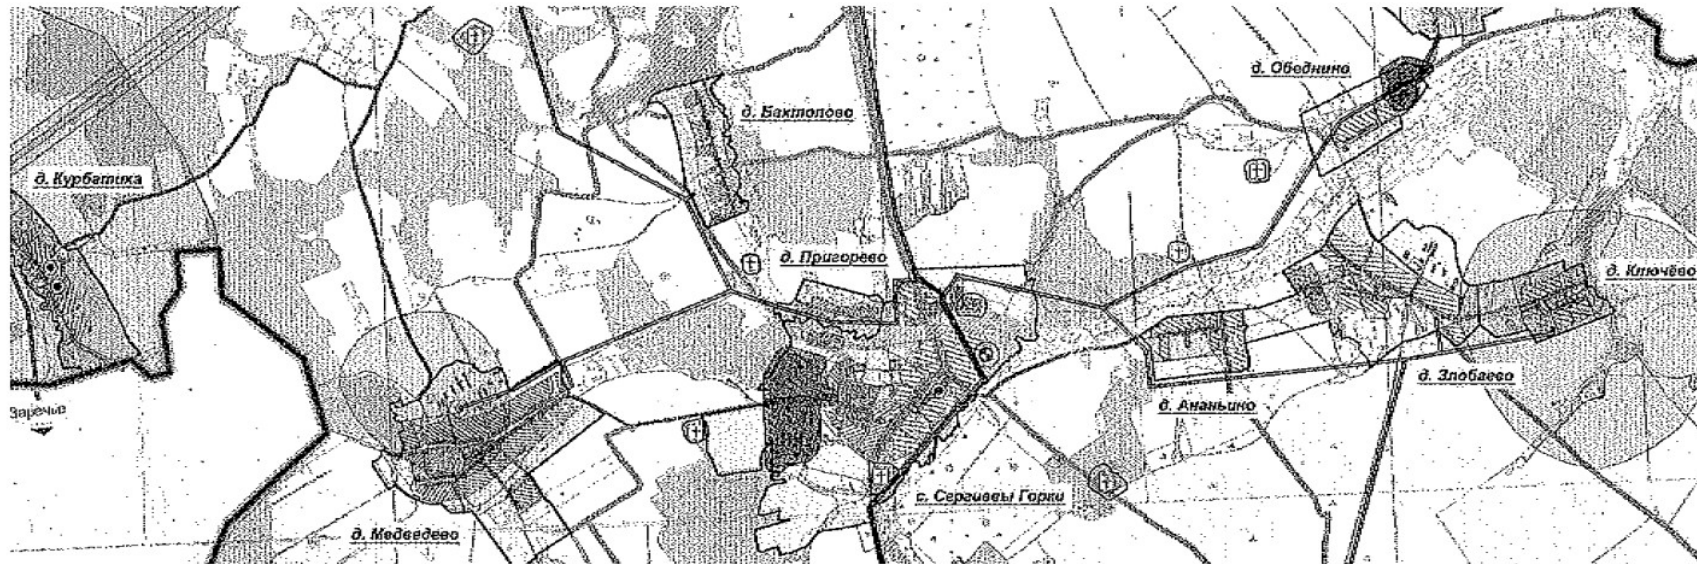 д. Обеднино
д. Бахтолово
д. Курбатиха
д. Пригорево
д. Ключёво
д. Злобаево
Заречье
д. Ананьино
с. Сергиевы Горки
д. Медведево